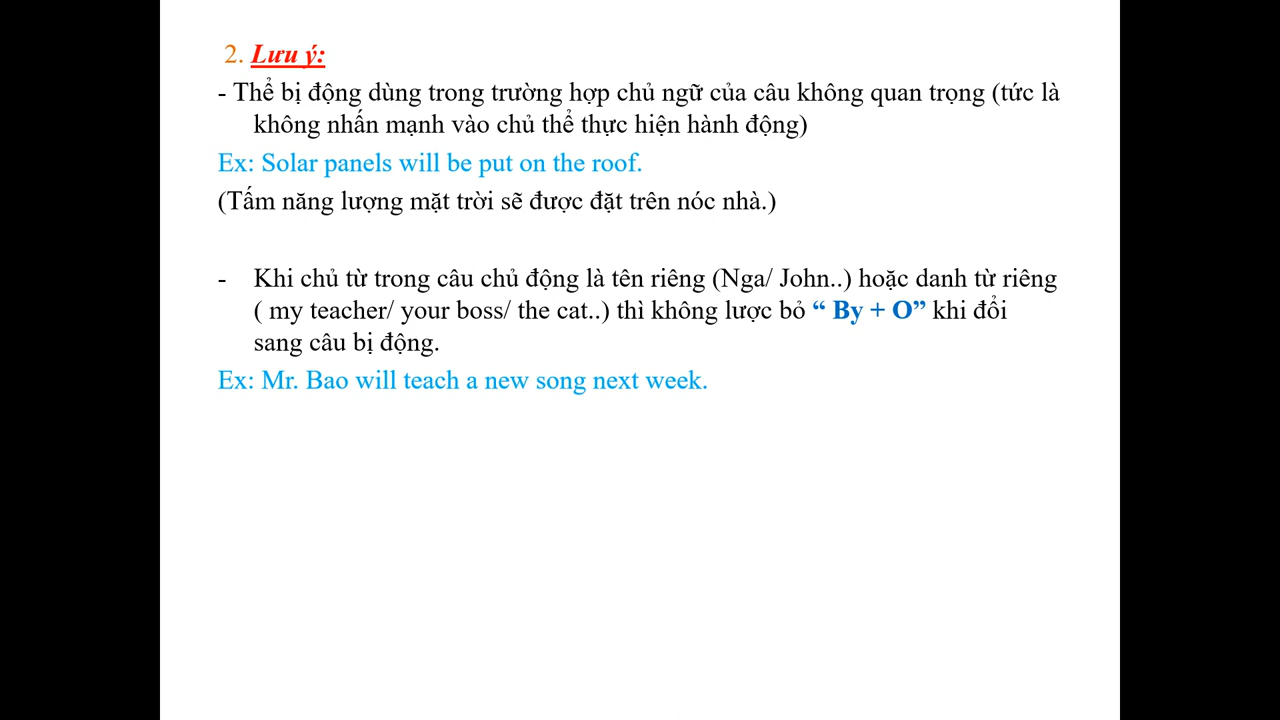 2. Lưu ý:
- Thể bị động dùng trong trường hợp chủ ngữ của câu không quan trọng (tức là
không nhấn mạnh vào chủ thể thực hiện hành động)
Ex: Solar panels will be put on the roof.
(Tấm năng lượng mặt trời sẽ được đặt trên nóc nhà.)
- Khi chủ từ trong câu chủ động là tên riêng (Nga/ John..) hoặc danh từ riêng
( my teacher/ your boss/ the cat..) thì không lược bỏ “ By + O” khi đổi
sang câu bị động.
Ex: Mr. Bao will teach a new song next week.